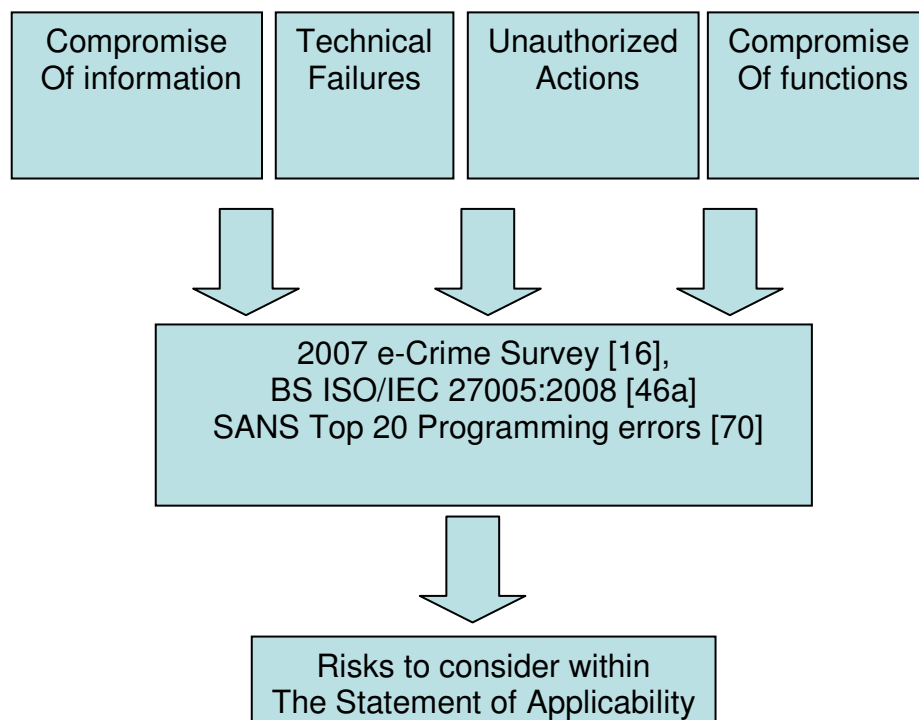 Compromise
Of information
Technical
Failures
Unauthorized
Actions
Compromise
Of functions
2007 e-Crime Survey [16],
BS ISO/IEC 27005:2008 [46a]
SANS Top 20 Programming errors [70]
Risks to consider within
The Statement of Applicability